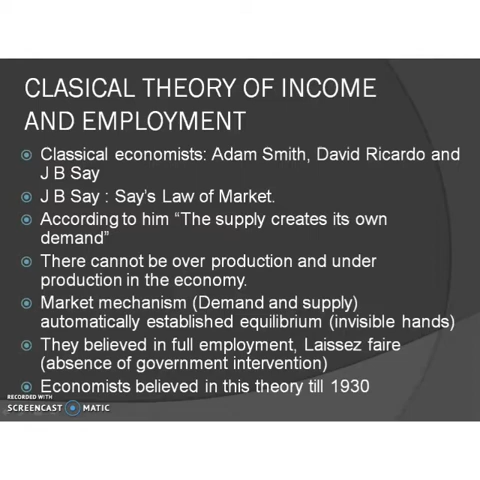 CLASICAL THEORY OF INCOME
AND EMPLOYMENT
Classical economists: Adam Smith, David Ricardo and
J B Say
J B Say : Say's Law of Market.
According to him “The supply creates its own
demand”
There cannot be over production and under
production in the economy.
Market mechanism (Demand and supply)
automatically established equilibrium (invisible hands)
They believed in full employment, Laissez faire
(absence of government intervention)
Economists believed in this theory till 1930
RECORDED WITH
SCREENCAST MATIC